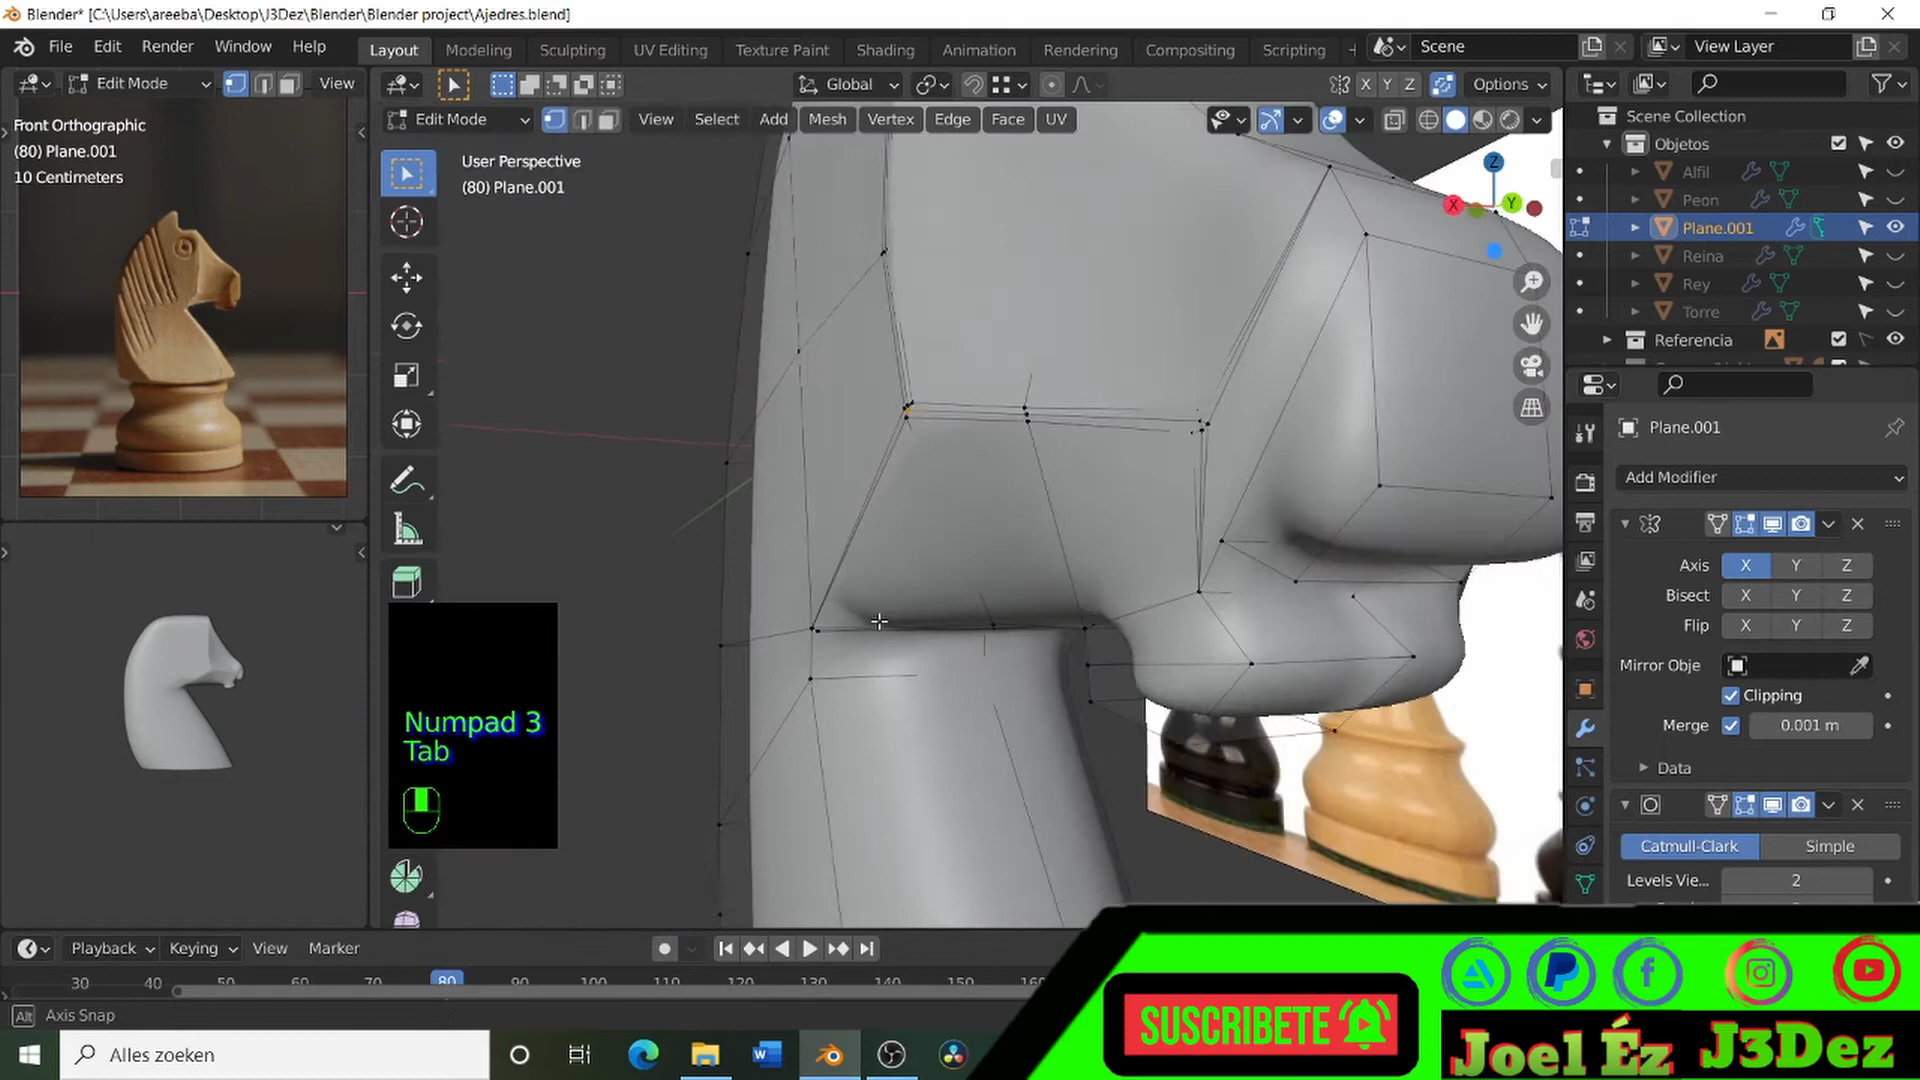 Blender* [C:\Users\areeba\Desktop\J3Dez\Blender\Blender project\Ajedres.blend]
File Edit Render Window Help Layout Modeling Sculpting UV Editing Texture Paint Shading Animation Rendering Compositing Scripting Scene View Layer
Edit Mode View Global X Y Z Options
Edit Mode View Select Add Mesh Vertex Edge Face UV
Front Orthographic
(80) Plane.001
10 Centimeters
User Perspective
(80) Plane.001
Z
X
Y
Numpad 3
Tab
Scene Collection
Objetos
Alfil
Peon
Plane.001
Reina
Rey
Torre
Referencia
Plane.001
Add Modifier
Axis X Y Z
Bisect X Y Z
Flip X Y Z
Mirror Obje
Clipping
Merge 0.001 m
Data
Catmull-Clark Simple
Levels Vie... 2
Playback Keying View Marker
30 40 50 60 70 80 90 100 110 120 130 140 150 160
Alt Axis Snap
Alles zoeken
SUSCRIBETE
Joel Éz J3Dez